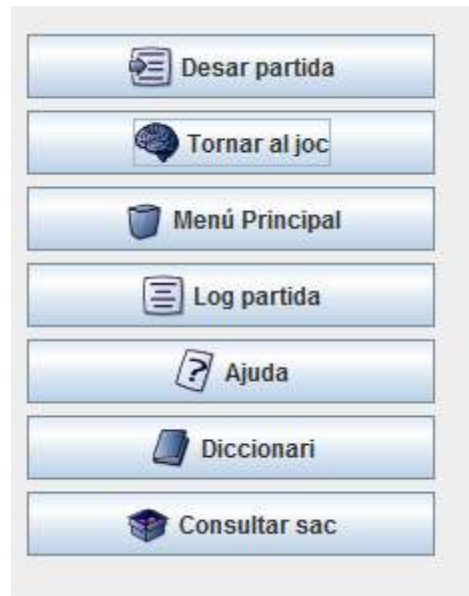 Desar partida
Tornar al joc
Menú Principal
Log partida
Ajuda
Diccionari
Consultar sac